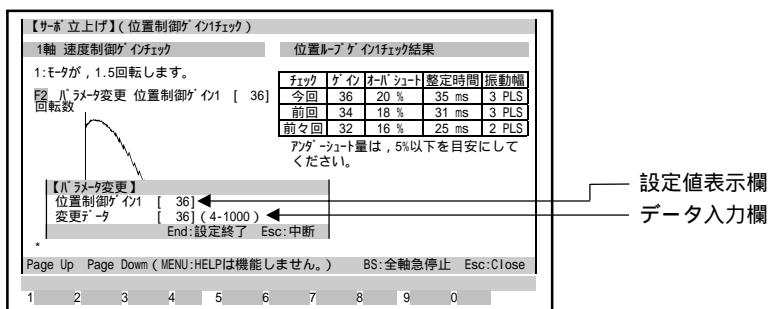 【ｻｰﾎﾞ立上げ】(位置制御ｹﾞｲﾝ1ﾁｪｯｸ)
1軸 速度制御ｹﾞｲﾝﾁｪｯｸ
位置ﾙｰﾌﾟｹﾞｲﾝ1ﾁｪｯｸ結果
1:ﾓｰﾀが,1.5回転します。
F2 ﾊﾟﾗﾒｰﾀ変更 位置制御ｹﾞｲﾝ1 [ 36]
回転数
ﾁｪｯｸ ｹﾞｲﾝ ｵｰﾊﾞｼｭｰﾄ 整定時間 振動幅
今回 36 20 % 35 ms 3 PLS
前回 34 18 % 31 ms 3 PLS
前々回 32 16 % 25 ms 2 PLS
ｱﾝﾀﾞｰｼｭｰﾄ量は,5%以下を目安にして
ください。
【ﾊﾟﾗﾒｰﾀ変更】
位置制御ｹﾞｲﾝ1 [ 36]
変更ﾃﾞｰﾀ [ 36](4-1000)
End:設定終了 Esc:中断
*
設定値表示欄
データ入力欄
Page Up Page Down(MENU:HELPは機能しません。) BS:全軸急停止 Esc:Close
1 2 3 4 5 6 7 8 9 0